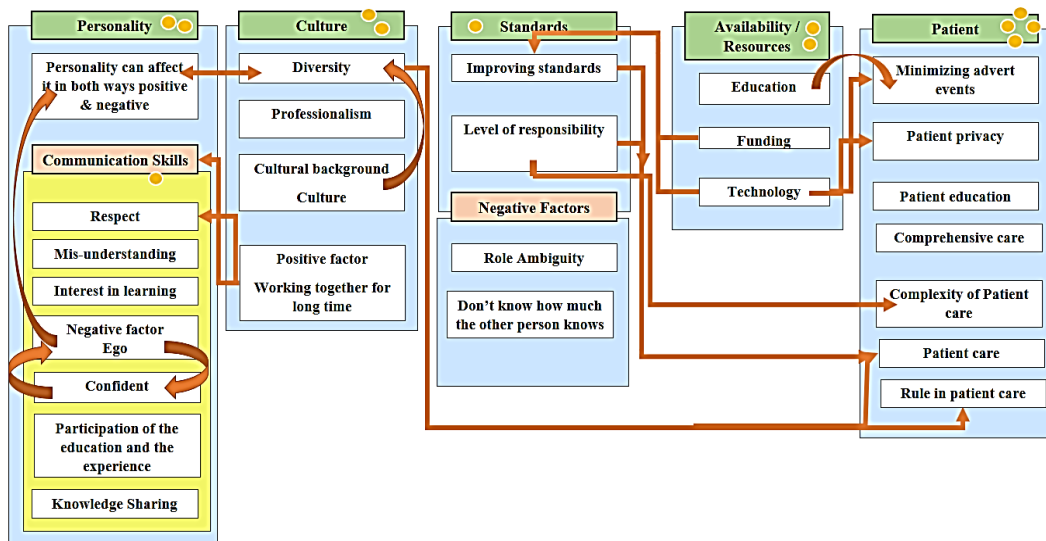 Personality
Personality can affect
it in both ways positive
& negative
Communication Skills
Respect
Mis-understanding
Interest in learning
Negative factor
Ego
Confident
Participation of the
education and the
experience
Knowledge Sharing
Culture
Diversity
Professionalism
Cultural background
Culture
Positive factor
Working together for
long time
Standards
Improving standards
Level of responsibility
Negative Factors
Role Ambiguity
Don't know how much
the other person knows
Availability /
Resources
Education
Funding
Technology
Patient
Minimizing advert
events
Patient privacy
Patient education
Comprehensive care
Complexity of Patient
care
Patient care
Rule in patient care